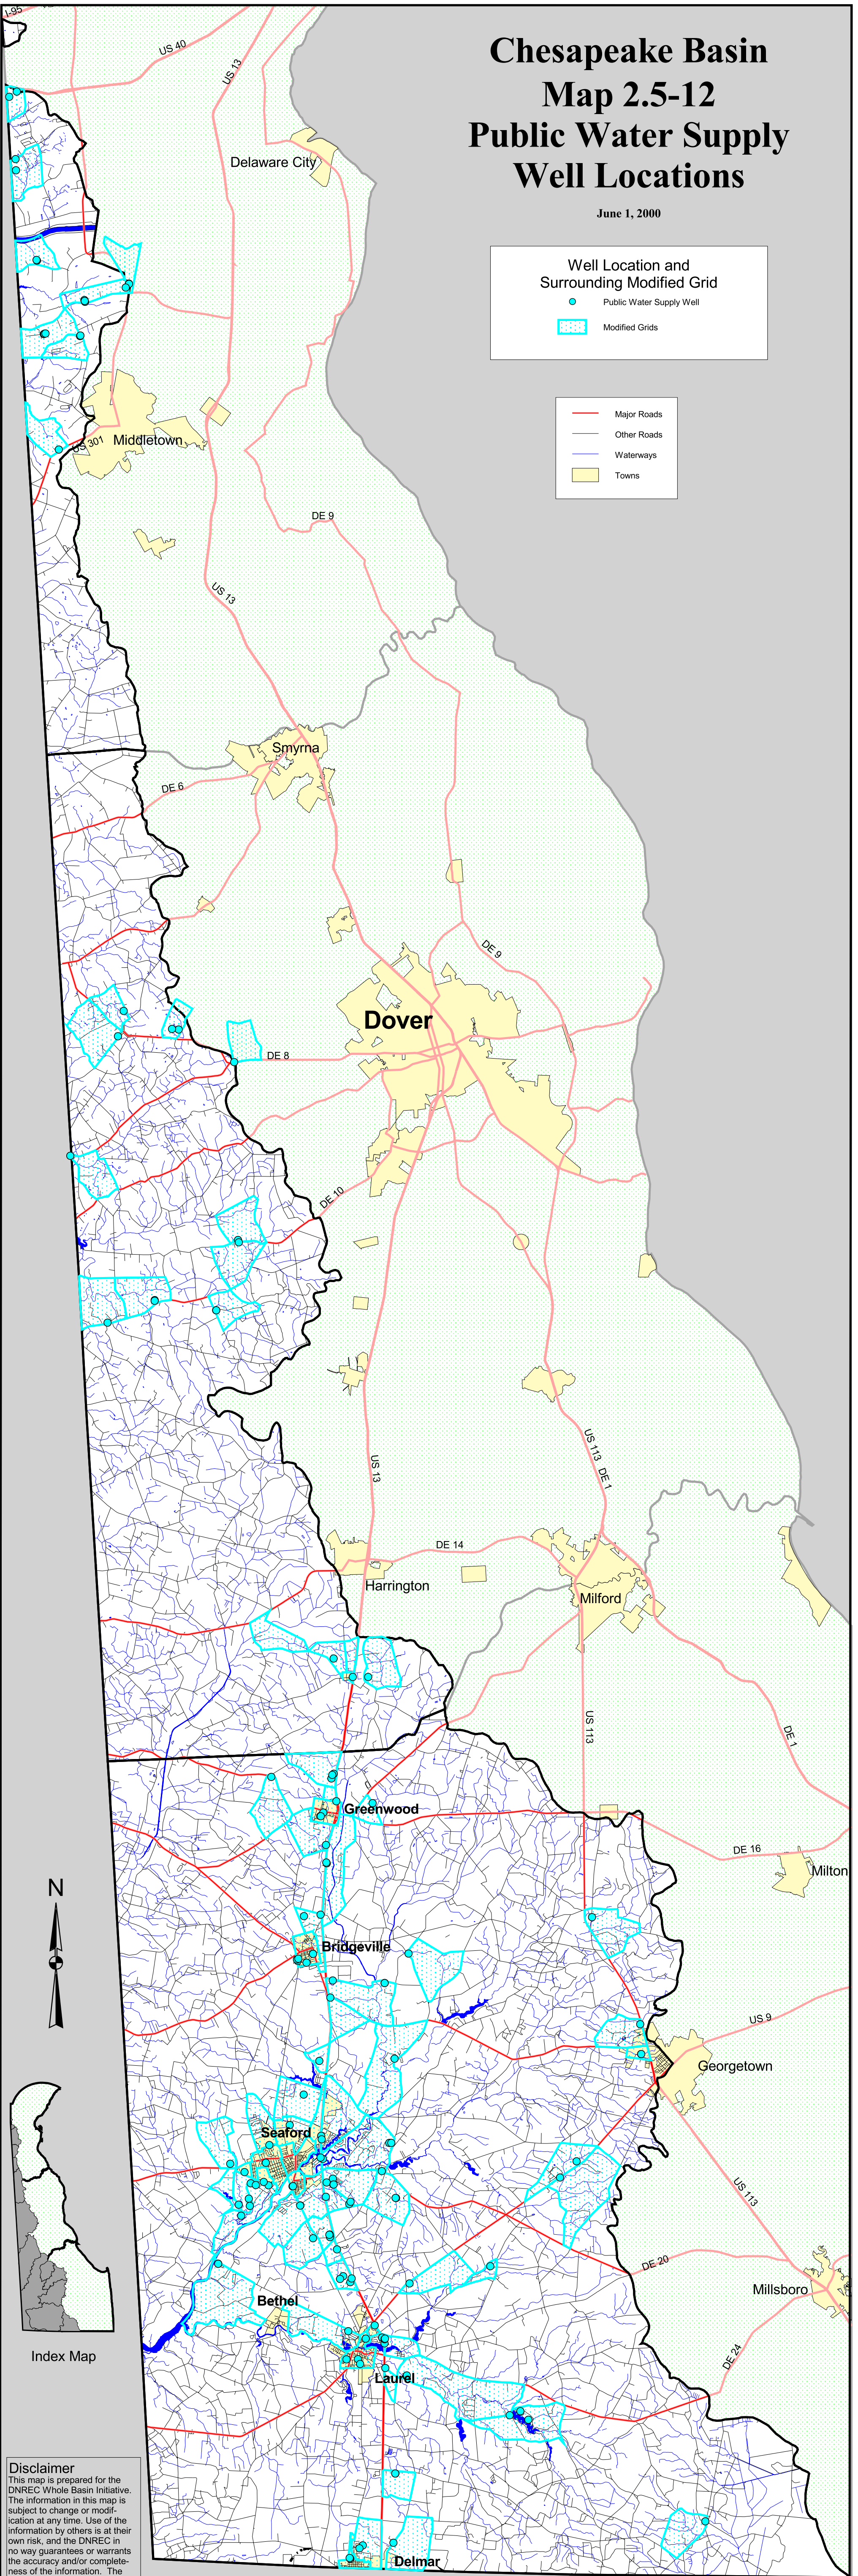 Chesapeake Basin
Map 2.5-12
Public Water Supply
Well Locations
June 1, 2000
Well Location and
Surrounding Modified Grid
Public Water Supply Well
Modified Grids
Major Roads
Other Roads
Waterways
Towns
I-95
US 40
US 13
Delaware City
US 301
Middletown
DE 9
US 13
Smyrna
DE 6
DE 9
Dover
DE 8
DE 10
US 13
US 113
DE 1
DE 14
Harrington
Milford
US 113
DE 1
Greenwood
DE 16
Milton
N
Bridgeville
US 9
Georgetown
Seaford
US 113
DE 20
Millsboro
Bethel
Index Map
DE 24
Laurel
Disclaimer
This map is prepared for the
DNREC Whole Basin Initiative.
The information in this map is
subject to change or modif-
ication at any time. Use of the
information by others is at their
own risk, and the DNREC in
no way guarantees or warrants
the accuracy and/or complete-
ness of the information. The
Delmar